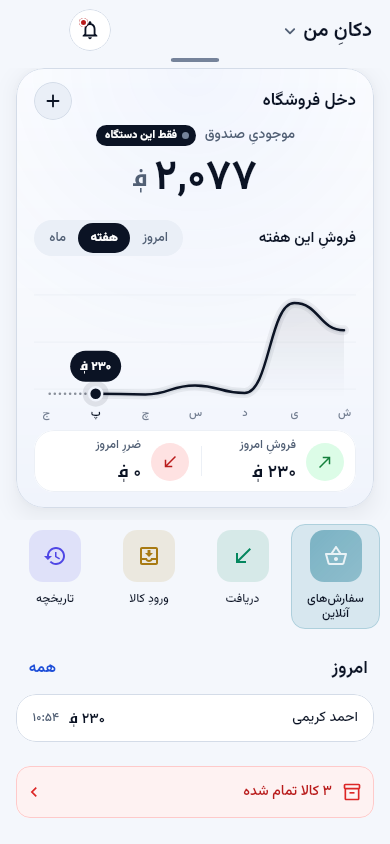 دکانِ من
دخل فروشگاه
موجودیِ صندوق
فقط این دستگاه
۲,۰۷۷ ؋
فروشِ این هفته
امروز
هفته
ماه
۲۳۰ ؋
ش
ی
د
س
چ
پ
ج
فروشِ امروز
۲۳۰ ؋
ضررِ امروز
۰ ؋
سفارش‌های
آنلاین
دریافت
ورودِ کالا
تاریخچه
امروز
همه
احمد کریمی
۲۳۰ ؋
۱۰:۵۴
۳ کالا تمام شده